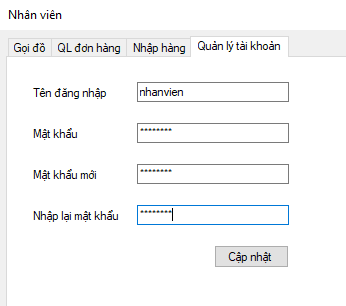 Nhân viên
Gọi đồ QL đơn hàng Nhập hàng Quản lý tài khoản
Tên đăng nhập nhanvien
Mật khẩu ********
Mật khẩu mới ********
Nhập lại mật khẩu ********
Cập nhật